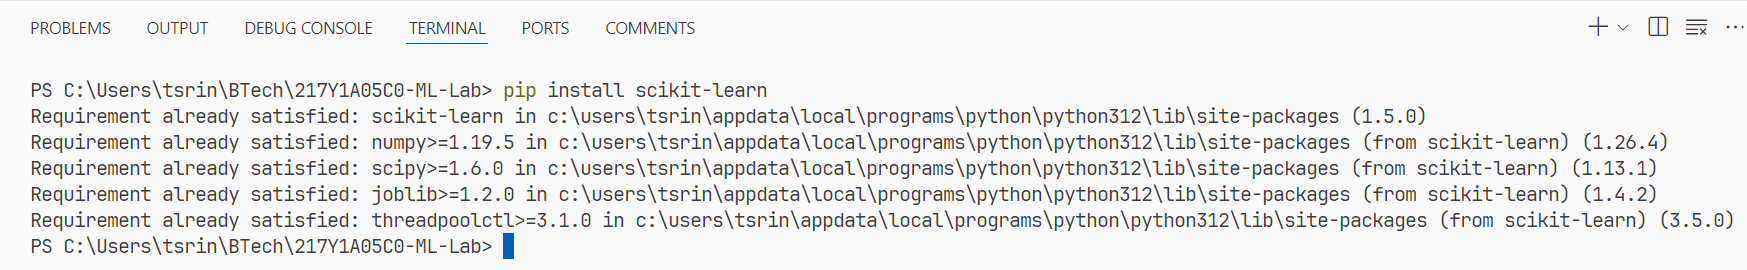 PROBLEMS OUTPUT DEBUG CONSOLE TERMINAL PORTS COMMENTS
PS C:\Users\tsrin\BTech\217Y1A05C0-ML-Lab> pip install scikit-learn
Requirement already satisfied: scikit-learn in c:\users\tsrin\appdata\local\programs\python\python312\lib\site-packages (1.5.0)
Requirement already satisfied: numpy>=1.19.5 in c:\users\tsrin\appdata\local\programs\python\python312\lib\site-packages (from scikit-learn) (1.26.4)
Requirement already satisfied: scipy>=1.6.0 in c:\users\tsrin\appdata\local\programs\python\python312\lib\site-packages (from scikit-learn) (1.13.1)
Requirement already satisfied: joblib>=1.2.0 in c:\users\tsrin\appdata\local\programs\python\python312\lib\site-packages (from scikit-learn) (1.4.2)
Requirement already satisfied: threadpoolctl>=3.1.0 in c:\users\tsrin\appdata\local\programs\python\python312\lib\site-packages (from scikit-learn) (3.5.0)
PS C:\Users\tsrin\BTech\217Y1A05C0-ML-Lab>